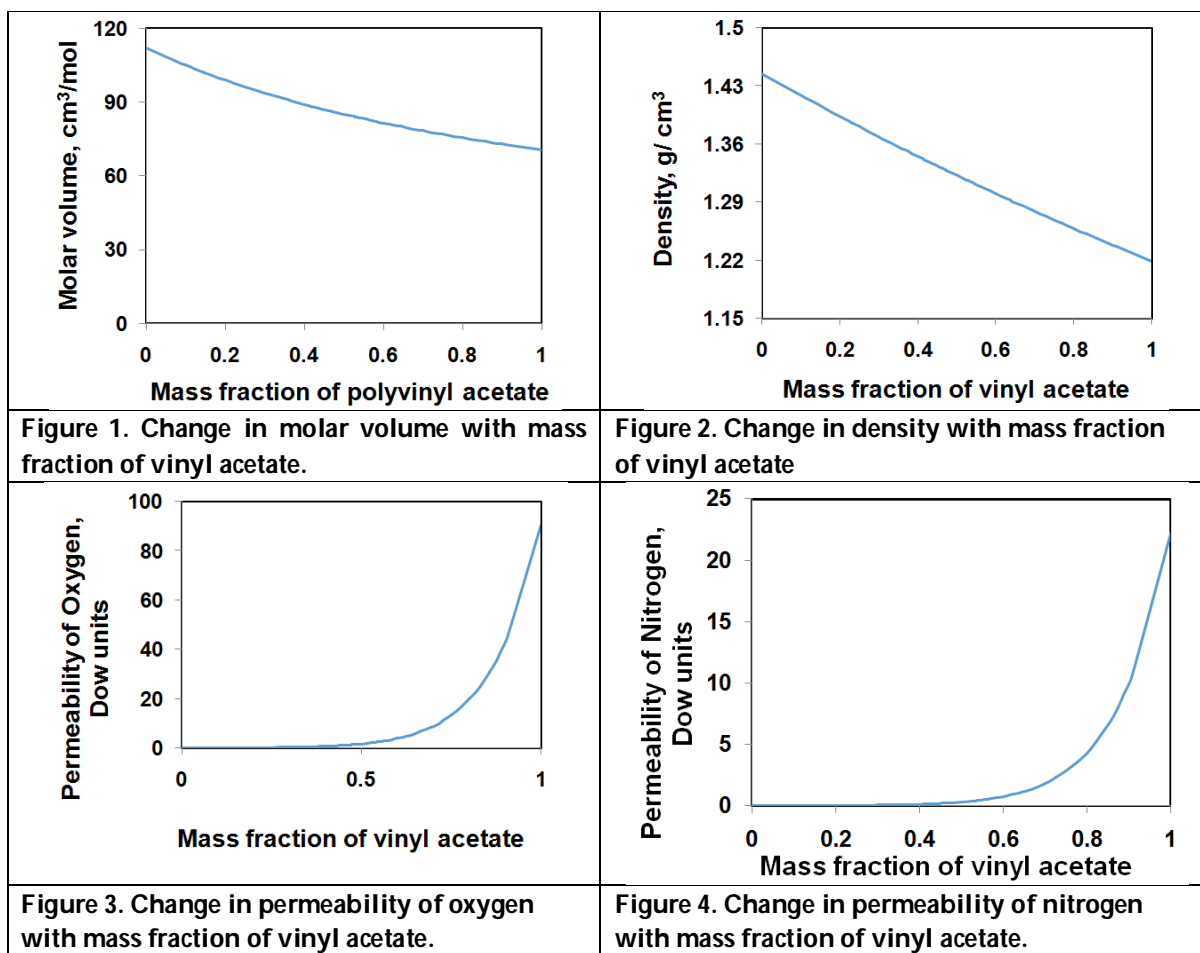 120
90
60
30
0
Molar volume, cm³/mol
0 0.2 0.4 0.6 0.8 1
Mass fraction of polyvinyl acetate
Figure 1. Change in molar volume with mass
fraction of vinyl acetate.
1.5
1.43
1.36
1.29
1.22
1.15
Density, g/ cm³
0 0.2 0.4 0.6 0.8 1
Mass fraction of vinyl acetate
Figure 2. Change in density with mass fraction
of vinyl acetate
100
80
60
40
20
0
Permeability of Oxygen,
Dow units
0 0.5 1
Mass fraction of vinyl acetate
Figure 3. Change in permeability of oxygen
with mass fraction of vinyl acetate.
25
20
15
10
5
0
Permeability of Nitrogen,
Dow units
0 0.2 0.4 0.6 0.8 1
Mass fraction of vinyl acetate
Figure 4. Change in permeability of nitrogen
with mass fraction of vinyl acetate.